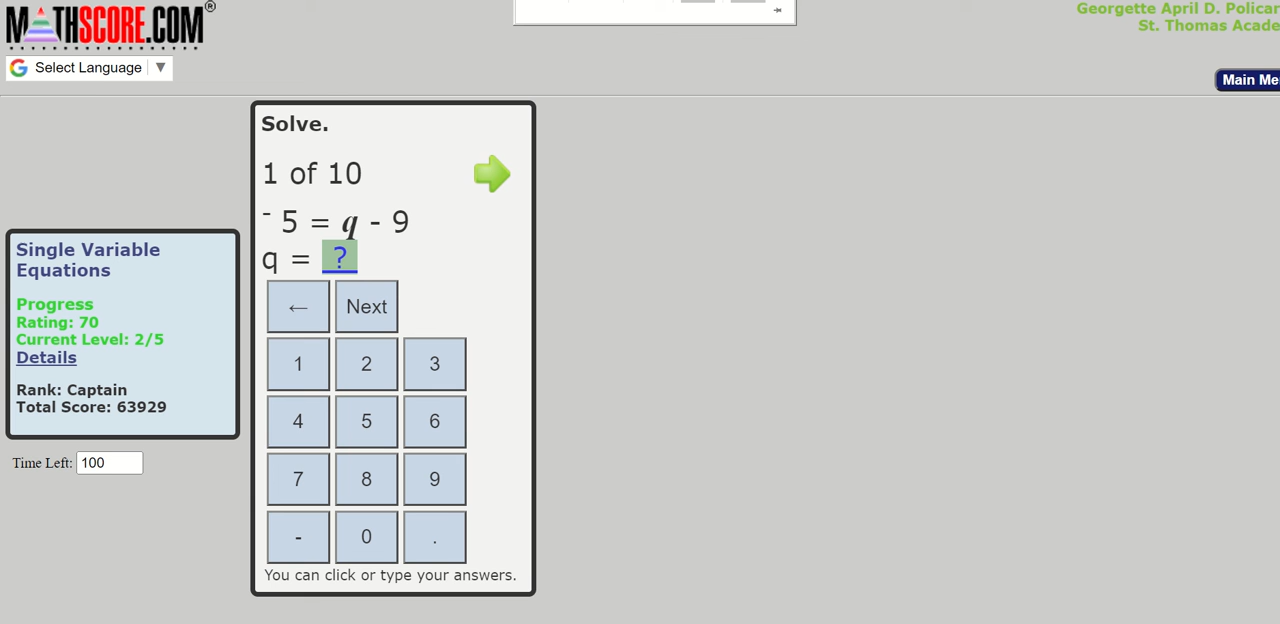 MATHSCORE.COM®
Georgette April D. Policar
St. Thomas Acade
Select Language ▼
Main Me
Solve.
1 of 10
⁻5 = q - 9
q = ?
← Next
1 2 3
4 5 6
7 8 9
- 0 .
You can click or type your answers.
Single Variable
Equations
Progress
Rating: 70
Current Level: 2/5
Details
Rank: Captain
Total Score: 63929
Time Left: 100